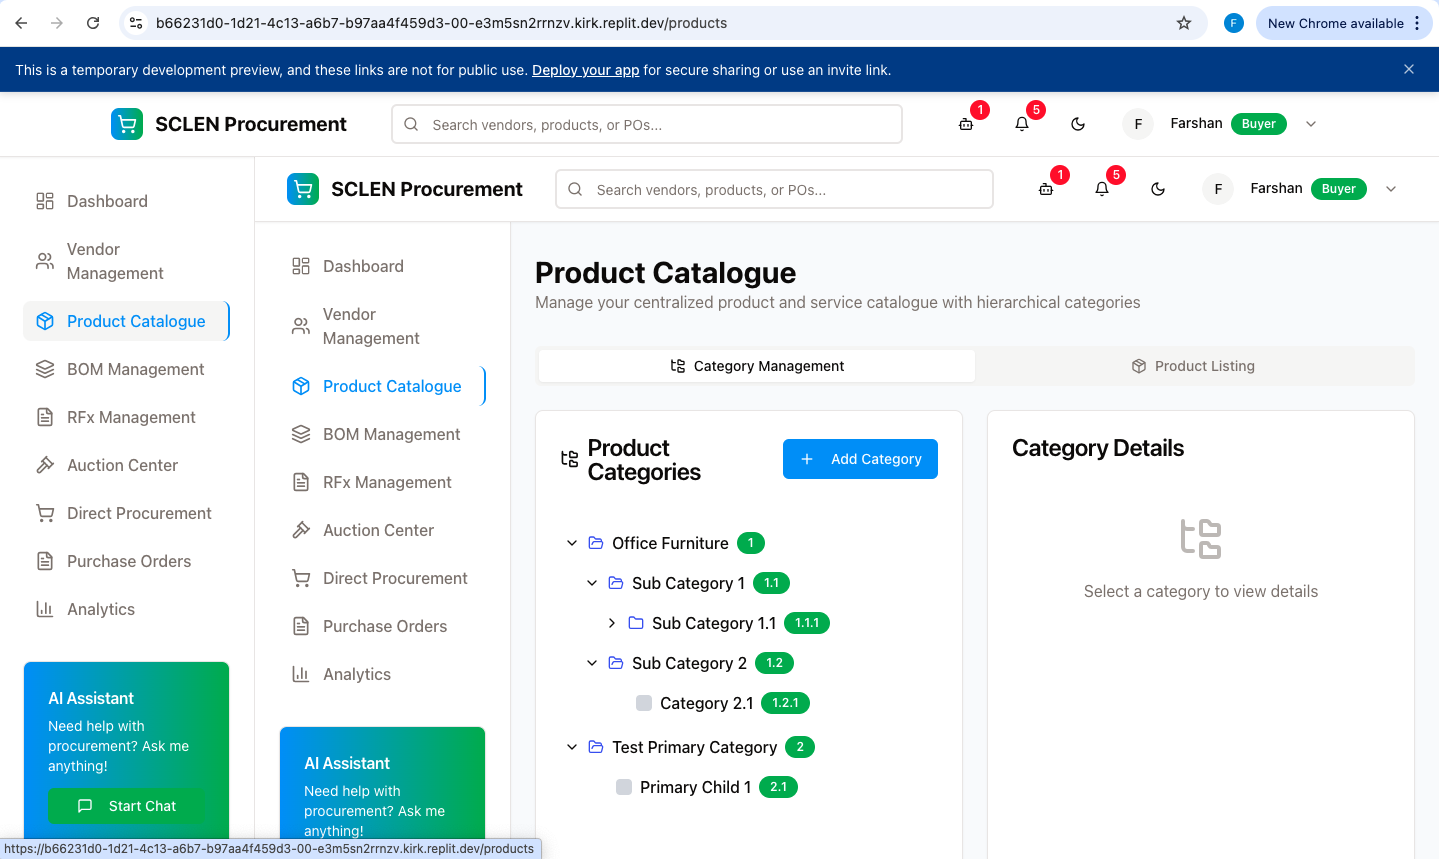 b66231d0-1d21-4c13-a6b7-b97aa4f459d3-00-e3m5sn2rrnzv.kirk.replit.dev/products
F
New Chrome available
This is a temporary development preview, and these links are not for public use. Deploy your app for secure sharing or use an invite link.
SCLEN Procurement
Search vendors, products, or POs...
1
5
F
Farshan
Buyer
Dashboard
Vendor
Management
Product Catalogue
BOM Management
RFx Management
Auction Center
Direct Procurement
Purchase Orders
Analytics
AI Assistant
Need help with
procurement? Ask me
anything!
Start Chat
SCLEN Procurement
Search vendors, products, or POs...
1
5
F
Farshan
Buyer
Dashboard
Vendor
Management
Product Catalogue
BOM Management
RFx Management
Auction Center
Direct Procurement
Purchase Orders
Analytics
AI Assistant
Need help with
procurement? Ask me
anything!
Product Catalogue
Manage your centralized product and service catalogue with hierarchical categories
Category Management
Product Listing
Product
Categories
Add Category
Office Furniture 1
Sub Category 1 1.1
Sub Category 1.1 1.1.1
Sub Category 2 1.2
Category 2.1 1.2.1
Test Primary Category 2
Primary Child 1 2.1
Category Details
Select a category to view details
https://b66231d0-1d21-4c13-a6b7-b97aa4f459d3-00-e3m5sn2rrnzv.kirk.replit.dev/products